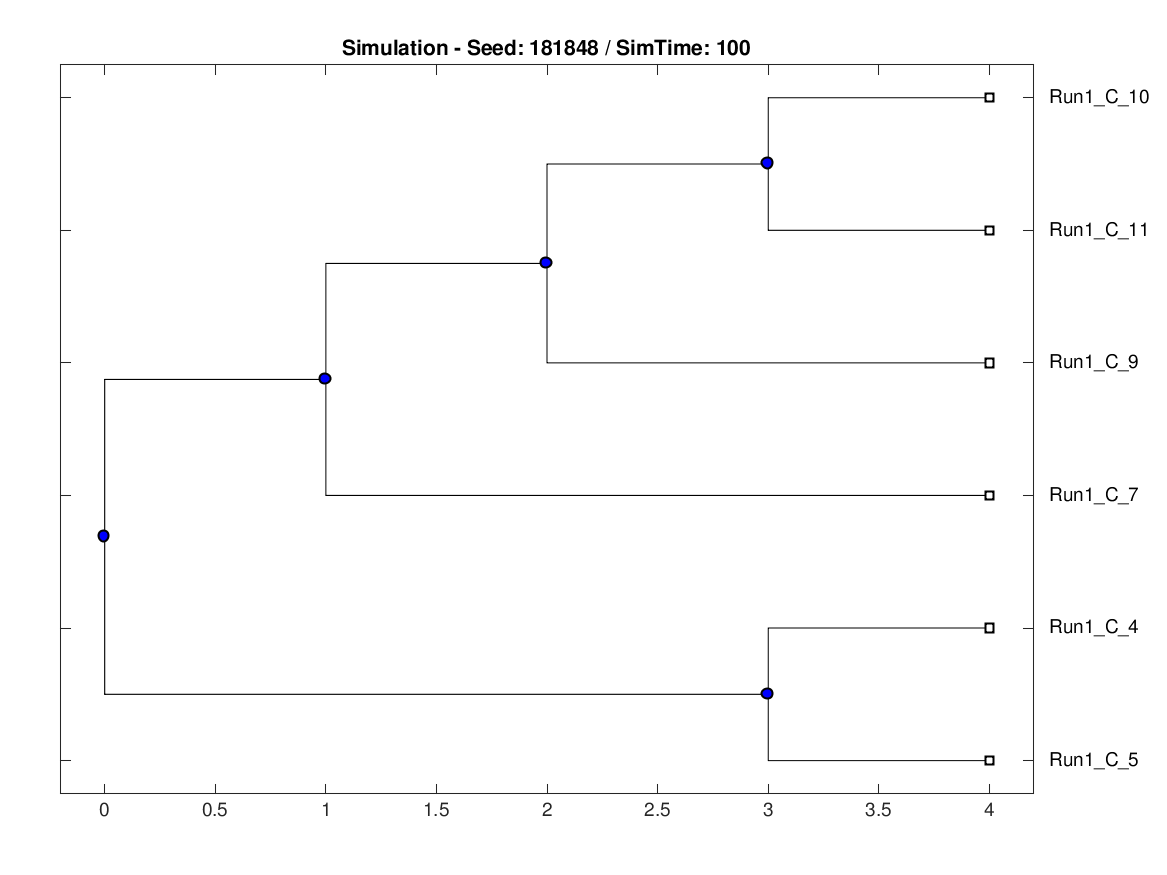 Simulation - Seed: 181848 / SimTime: 100
Run1_C_10
Run1_C_11
Run1_C_9
Run1_C_7
Run1_C_4
Run1_C_5
0 0.5 1 1.5 2 2.5 3 3.5 4